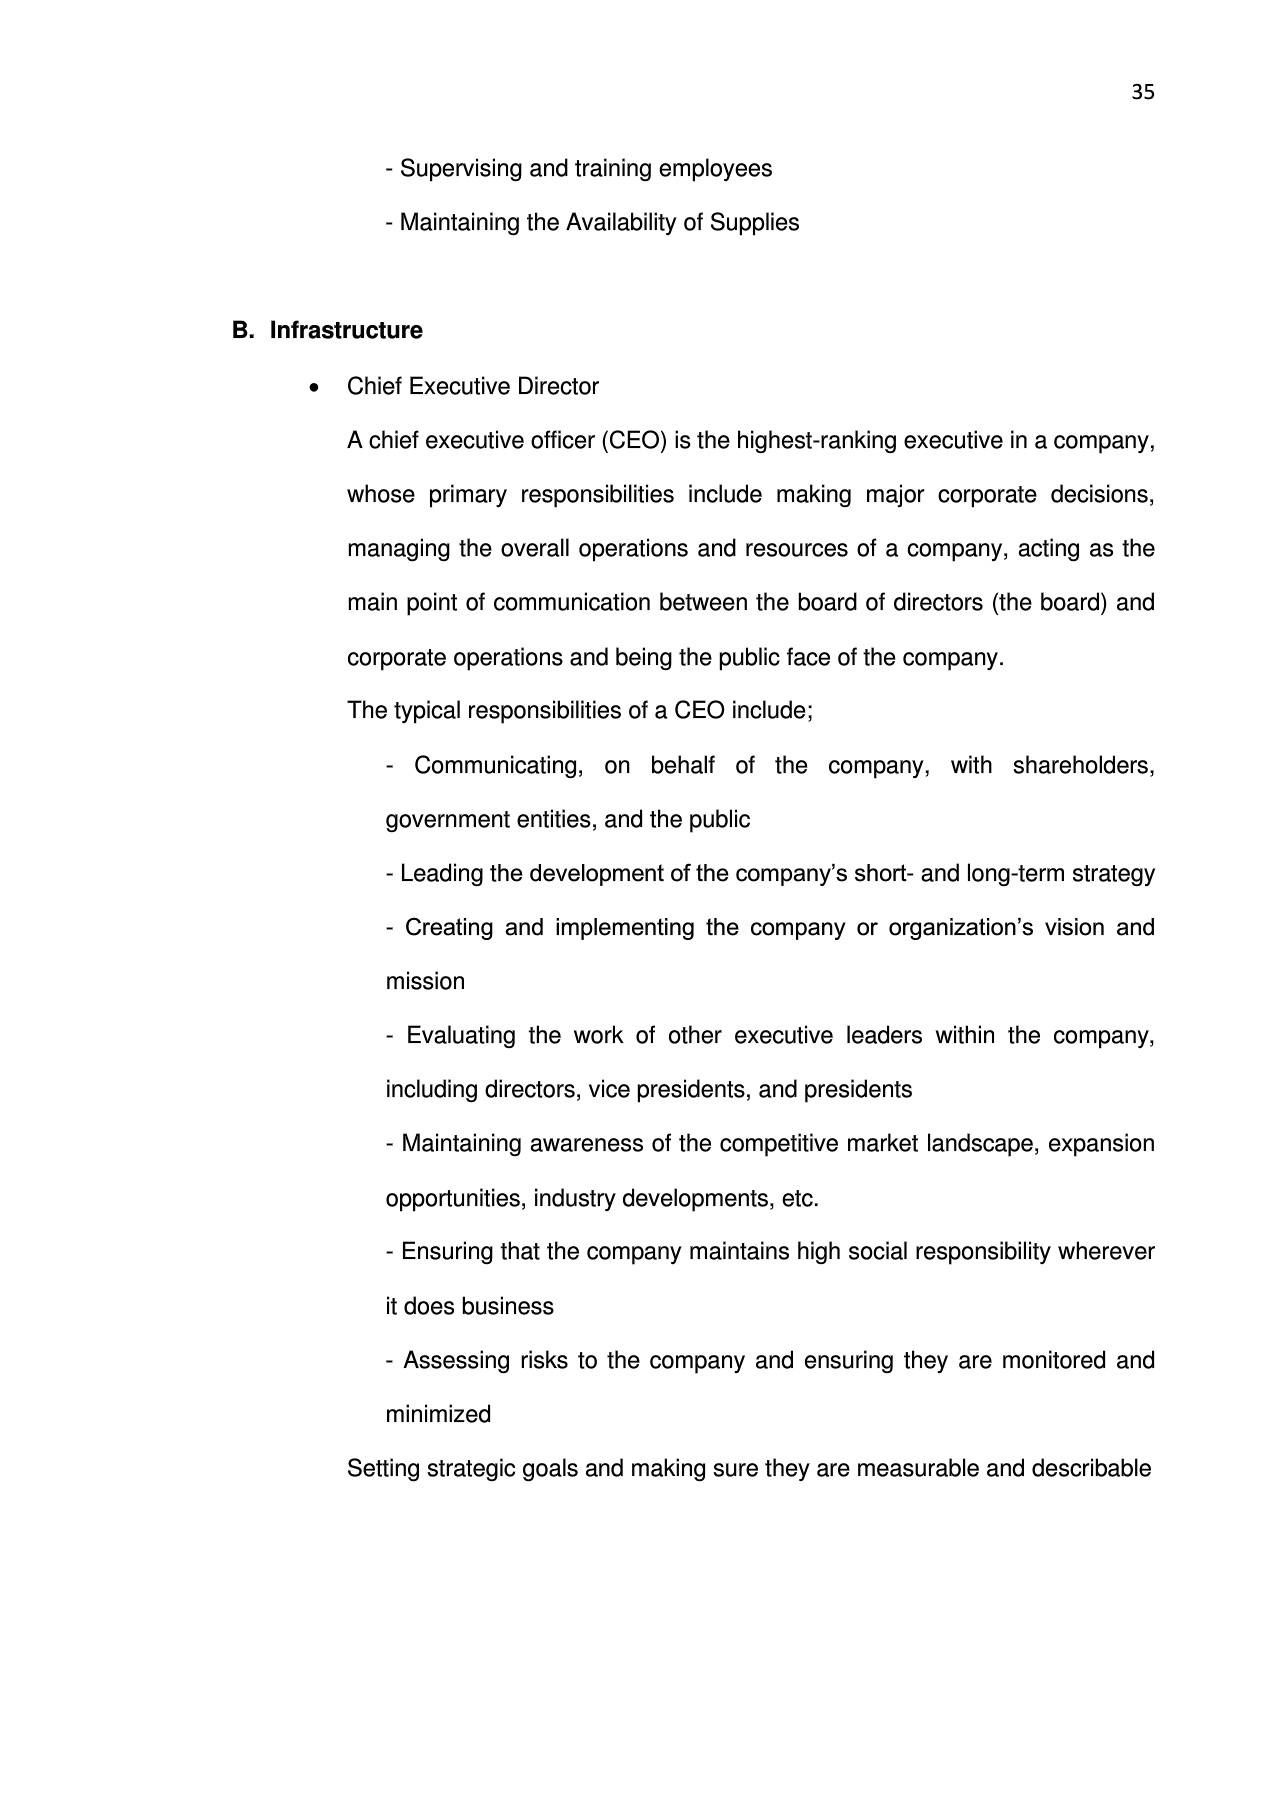 35
- Supervising and training employees
- Maintaining the Availability of Supplies
B. Infrastructure
• Chief Executive Director
A chief executive officer (CEO) is the highest-ranking executive in a company,
whose primary responsibilities include making major corporate decisions,
managing the overall operations and resources of a company, acting as the
main point of communication between the board of directors (the board) and
corporate operations and being the public face of the company.
The typical responsibilities of a CEO include;
- Communicating, on behalf of the company, with shareholders,
government entities, and the public
- Leading the development of the company’s short- and long-term strategy
- Creating and implementing the company or organization’s vision and
mission
- Evaluating the work of other executive leaders within the company,
including directors, vice presidents, and presidents
- Maintaining awareness of the competitive market landscape, expansion
opportunities, industry developments, etc.
- Ensuring that the company maintains high social responsibility wherever
it does business
- Assessing risks to the company and ensuring they are monitored and
minimized
Setting strategic goals and making sure they are measurable and describable